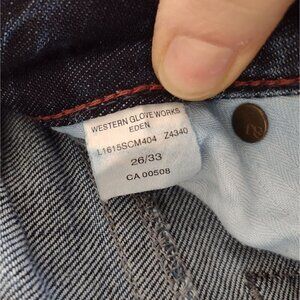 WESTERN GLOVE WORKS
EDEN
L1615SCM404 Z4340
26/33
CA 00508